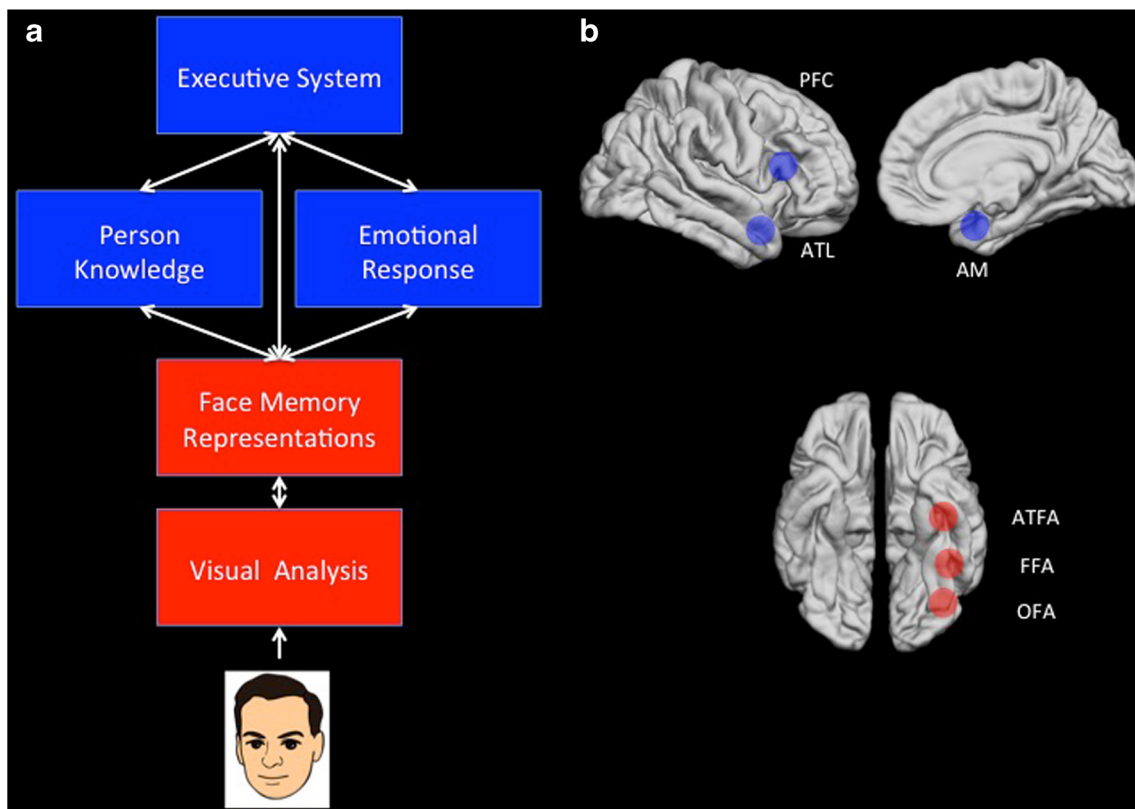 a
Executive System
Person
Knowledge
Emotional
Response
Face Memory
Representations
Visual Analysis
b
PFC
ATL
AM
ATFA
FFA
OFA